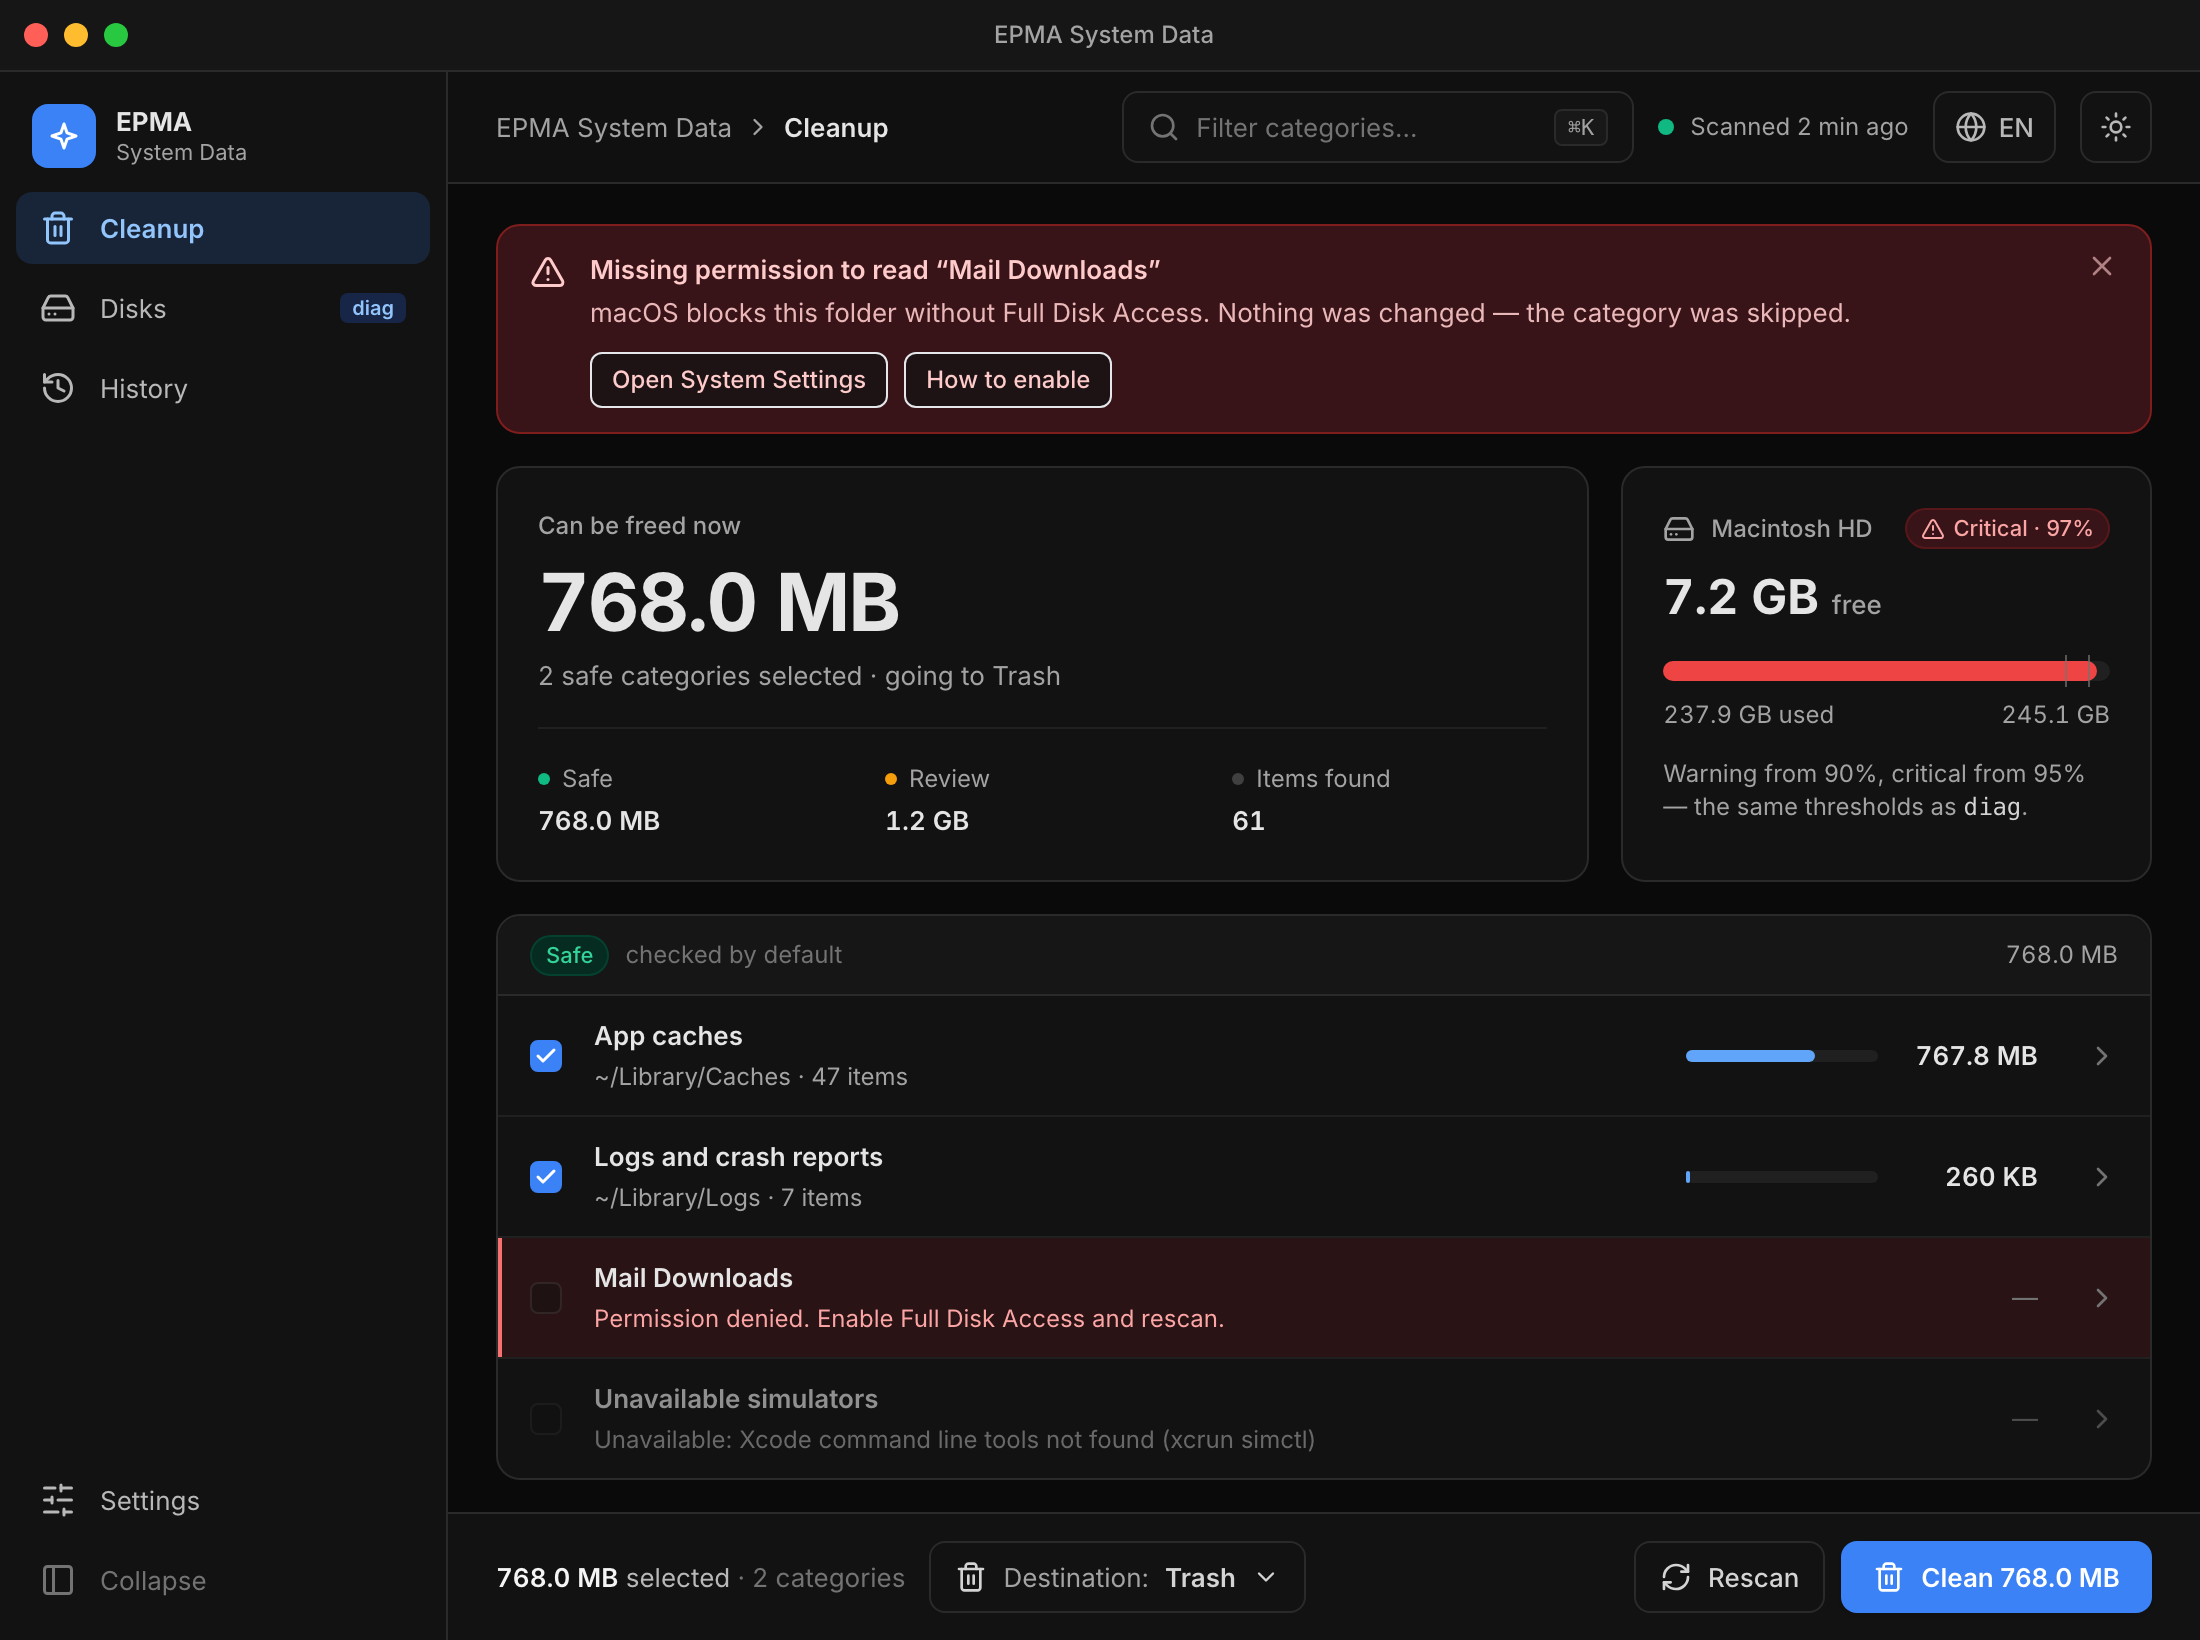 EPMA System Data
EPMA
System Data
Cleanup
Disks
diag
History
Settings
Collapse
EPMA System Data > Cleanup
Filter categories...
⌘K
Scanned 2 min ago
EN
Missing permission to read “Mail Downloads”
macOS blocks this folder without Full Disk Access. Nothing was changed — the category was skipped.
Open System Settings
How to enable
Can be freed now
768.0 MB
2 safe categories selected · going to Trash
Safe
768.0 MB
Review
1.2 GB
Items found
61
Macintosh HD
Critical · 97%
7.2 GB free
237.9 GB used
245.1 GB
Warning from 90%, critical from 95%
— the same thresholds as diag.
Safe
checked by default
768.0 MB
App caches
~/Library/Caches · 47 items
767.8 MB
Logs and crash reports
~/Library/Logs · 7 items
260 KB
Mail Downloads
Permission denied. Enable Full Disk Access and rescan.
—
Unavailable simulators
Unavailable: Xcode command line tools not found (xcrun simctl)
—
768.0 MB selected · 2 categories
Destination: Trash
Rescan
Clean 768.0 MB